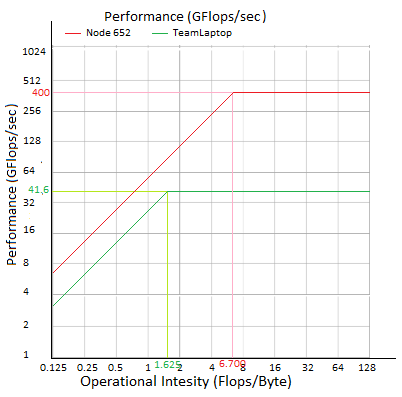 Performance (GFlops/sec)
Node 652 TeamLaptop
Performance (GFlops/sec)
1024
512
400
256
128
64
41,6
32
16
8
4
2
1
0.125 0.25 0.5 1 1.625 2 4 6.709 8 16 32 64 128
Operational Intesity (Flops/Byte)